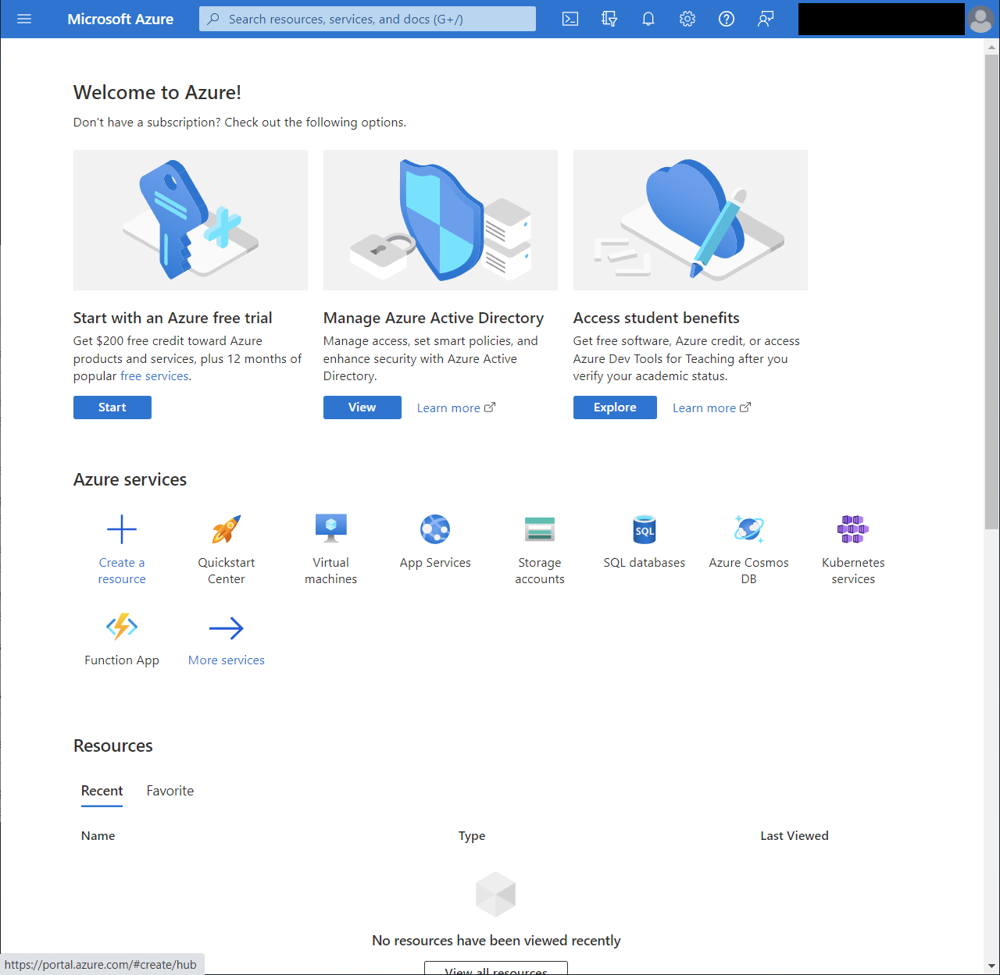 Microsoft Azure
Search resources, services, and docs (G+/)
Welcome to Azure!
Don't have a subscription? Check out the following options.
Start with an Azure free trial
Get $200 free credit toward Azure
products and services, plus 12 months of
popular free services.
Start
Manage Azure Active Directory
Manage access, set smart policies, and
enhance security with Azure Active
Directory.
View
Learn more
Access student benefits
Get free software, Azure credit, or access
Azure Dev Tools for Teaching after you
verify your academic status.
Explore
Learn more
Azure services
Create a
resource
Quickstart
Center
Virtual
machines
App Services
Storage
accounts
SQL
SQL databases
Azure Cosmos
DB
Kubernetes
services
Function App
More services
Resources
Recent
Favorite
Name
Type
Last Viewed
No resources have been viewed recently
View all resources
https://portal.azure.com/#create/hub